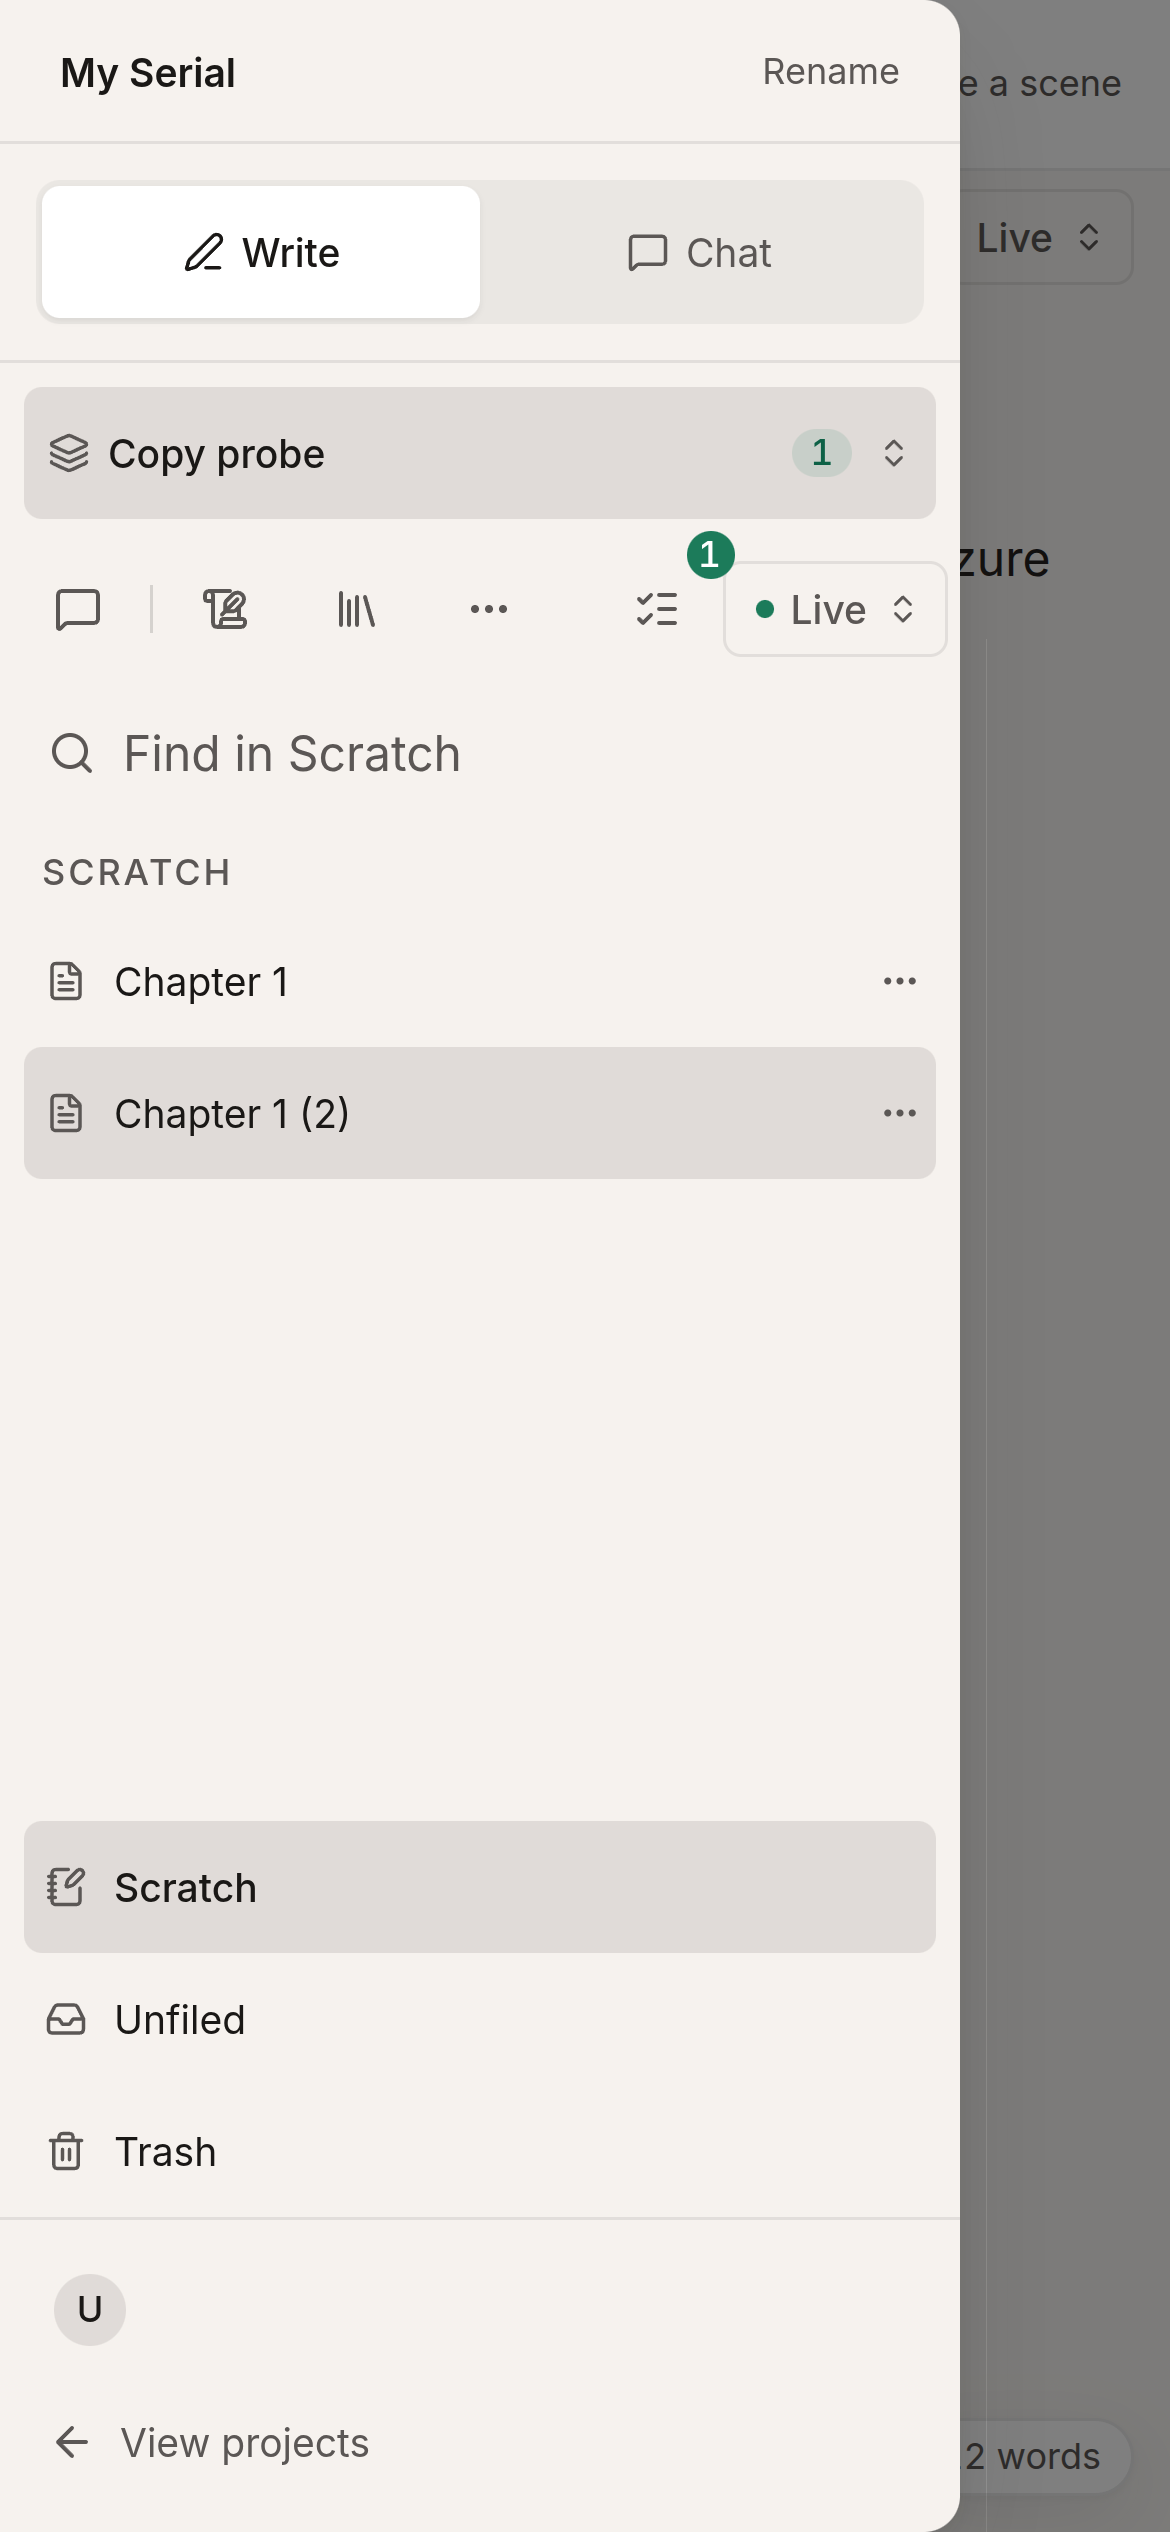 My Serial Rename
e a scene
Write Chat
Live
Copy probe 1
1
Live
zure
Find in Scratch
SCRATCH
Chapter 1
Chapter 1 (2)
Scratch
Unfiled
Trash
U
View projects
2 words